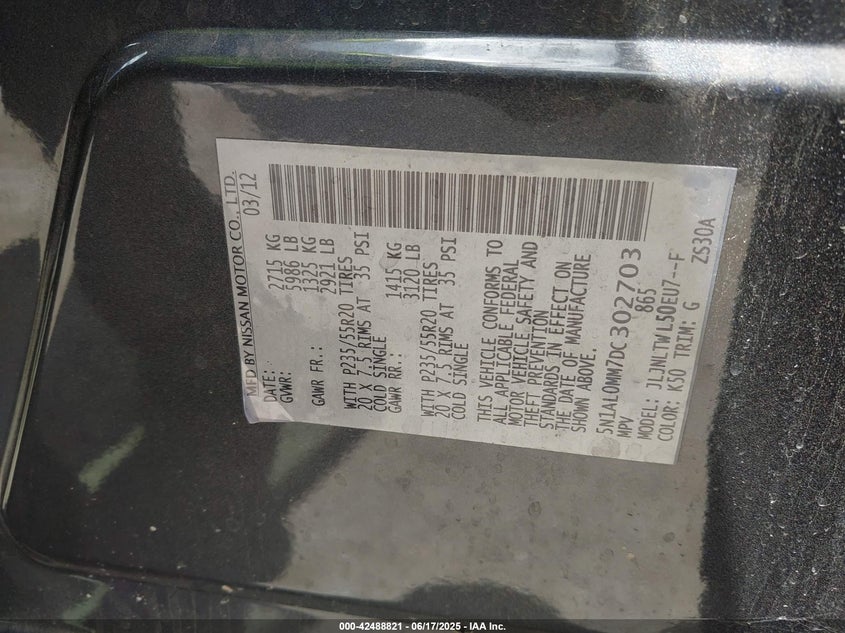 MFD BY NISSAN MOTOR CO., LTD.
DATE: 03/12
GVWR: 2715 KG
5986 LB
GAWR FR.: 1325 KG
2921 LB
WITH P235/55R20 TIRES
20 X 7.5 RIMS AT 35 PSI
COLD SINGLE
GAWR RR.: 1415 KG
3120 LB
WITH P235/55R20 TIRES
20 X 7.5 RIMS AT 35 PSI
COLD SINGLE
THIS VEHICLE CONFORMS TO
ALL APPLICABLE FEDERAL
MOTOR VEHICLE SAFETY AND
THEFT PREVENTION
STANDARDS IN EFFECT ON
THE DATE OF MANUFACTURE
SHOWN ABOVE.
5N1AL0MM7DC302703
MPV 865
MODEL: JLJNLTWL50EU7--F
COLOR: K50 TRIM: G ZS30A
000-42488821 - 06/17/2025 - IAA Inc.